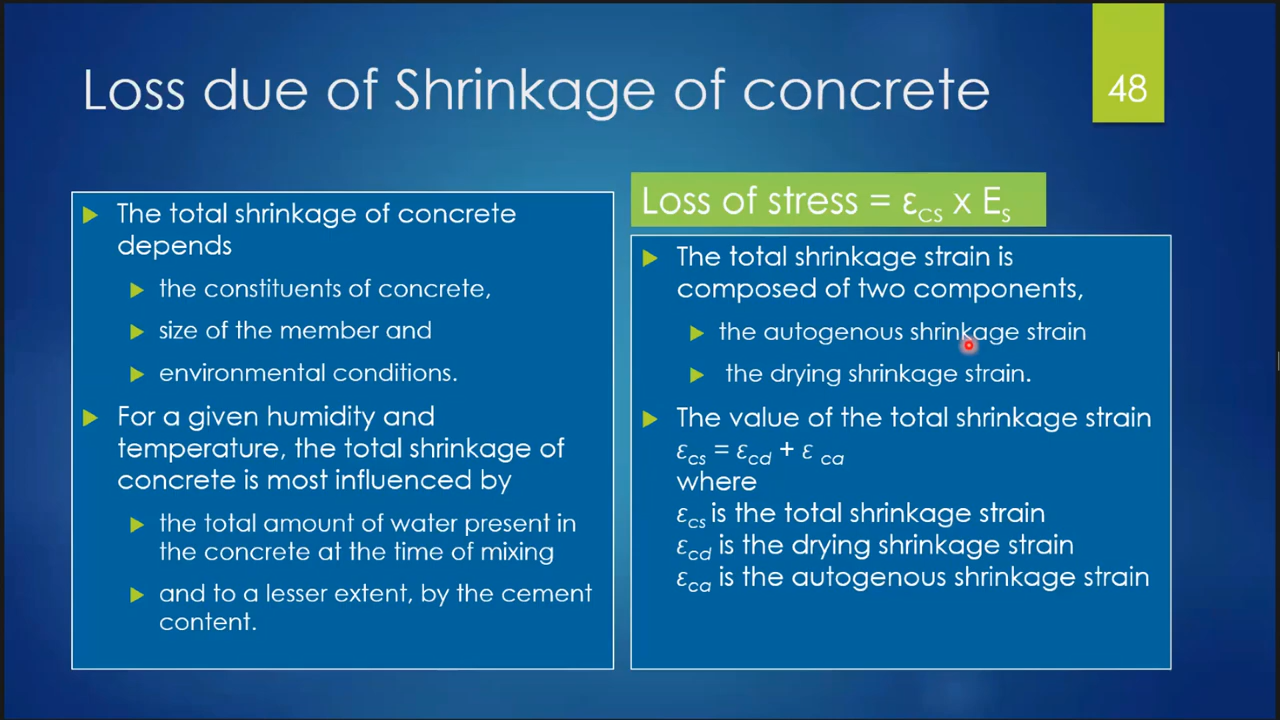 Loss due of Shrinkage of concrete
48
The total shrinkage of concrete
depends
the constituents of concrete,
size of the member and
environmental conditions.
For a given humidity and
temperature, the total shrinkage of
concrete is most influenced by
the total amount of water present in
the concrete at the time of mixing
and to a lesser extent, by the cement
content.
Loss of stress = εcs x Es
The total shrinkage strain is
composed of two components,
the autogenous shrinkage strain
the drying shrinkage strain.
The value of the total shrinkage strain
εcs = εcd + ε ca
where
εcs is the total shrinkage strain
εcd is the drying shrinkage strain
εca is the autogenous shrinkage strain